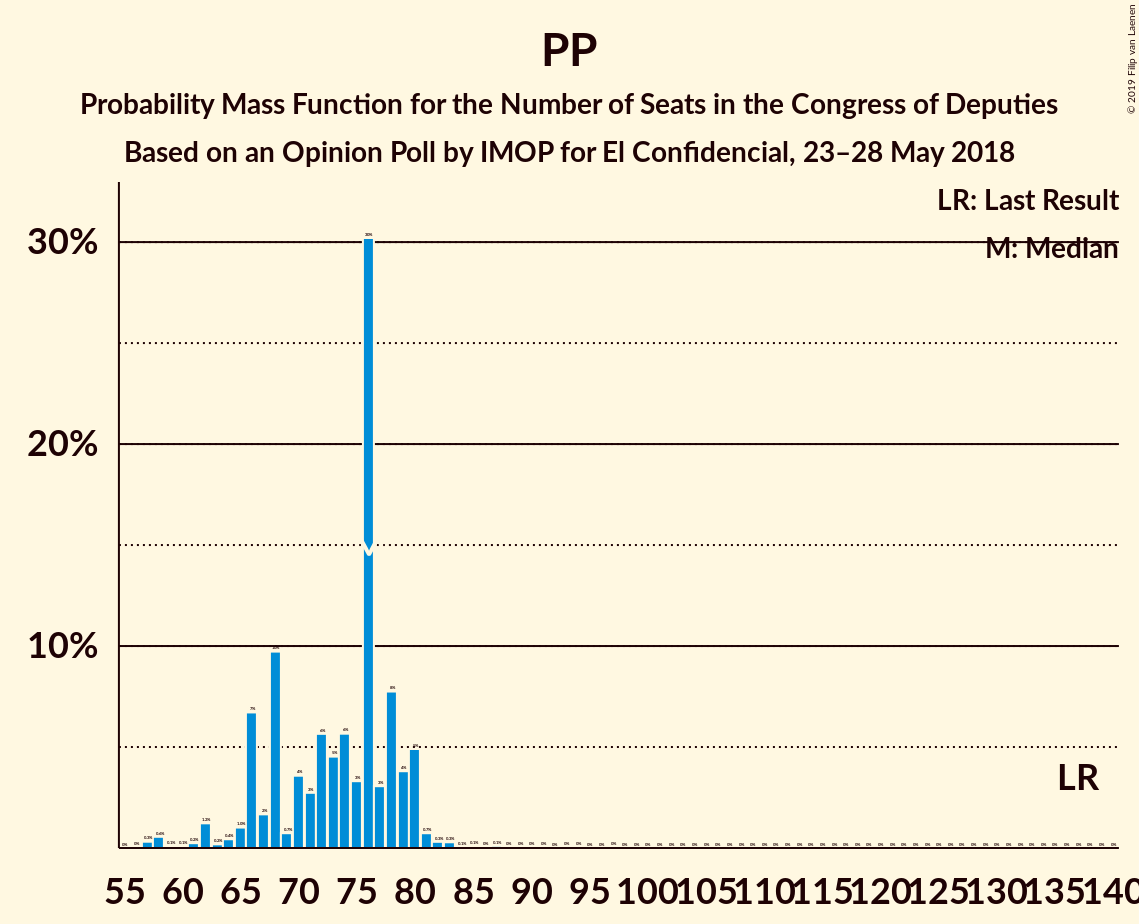 PP
Probability Mass Function for the Number of Seats in the Congress of Deputies
Based on an Opinion Poll by IMOP for El Confidencial, 23–28 May 2018
© 2019 Filip van Laenen
LR: Last Result
M: Median
30%
20%
10%
LR
55 60 65 70 75 80 85 90 95 100 105 110 115 120 125 130 135 140